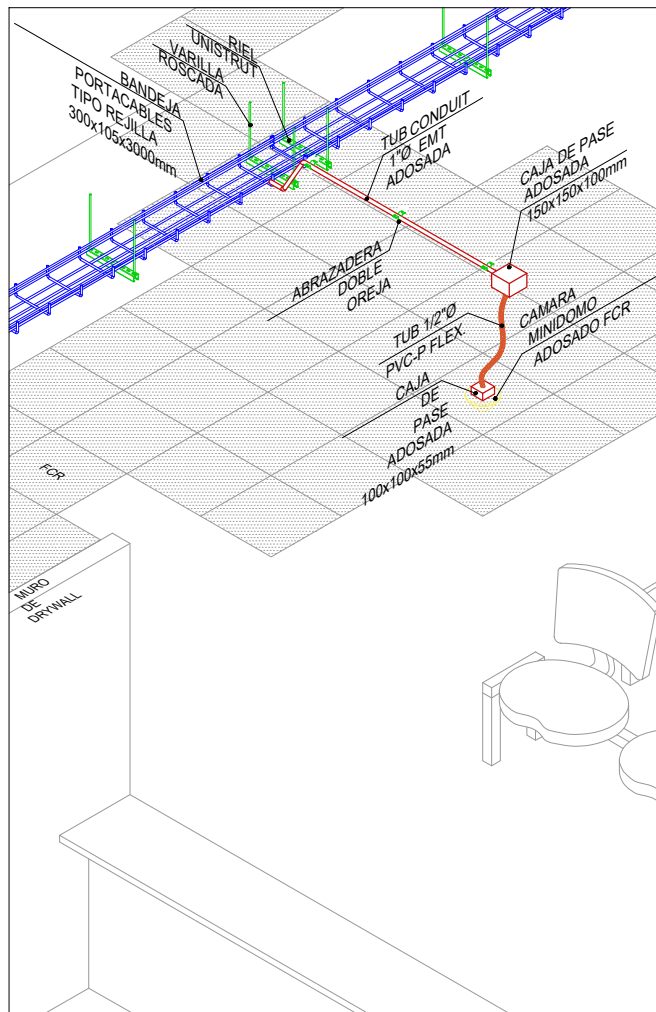 BANDEJA
PORTACABLES
TIPO REJILLA
300x105x3000mm
VARILLA
ROSCADA
RIEL
UNISTRUT
TUB CONDUIT
1"Ø EMT
ADOSADA
CAJA DE PASE
ADOSADA
150x150x100mm
ABRAZADERA
DOBLE
OREJA
TUB 1/2"Ø
PVC-P FLEX.
CAMARA
MINIDOMO
ADOSADO FCR
CAJA
DE
PASE
ADOSADA
100x100x55mm
FCR
MURO
DE
DRYWALL